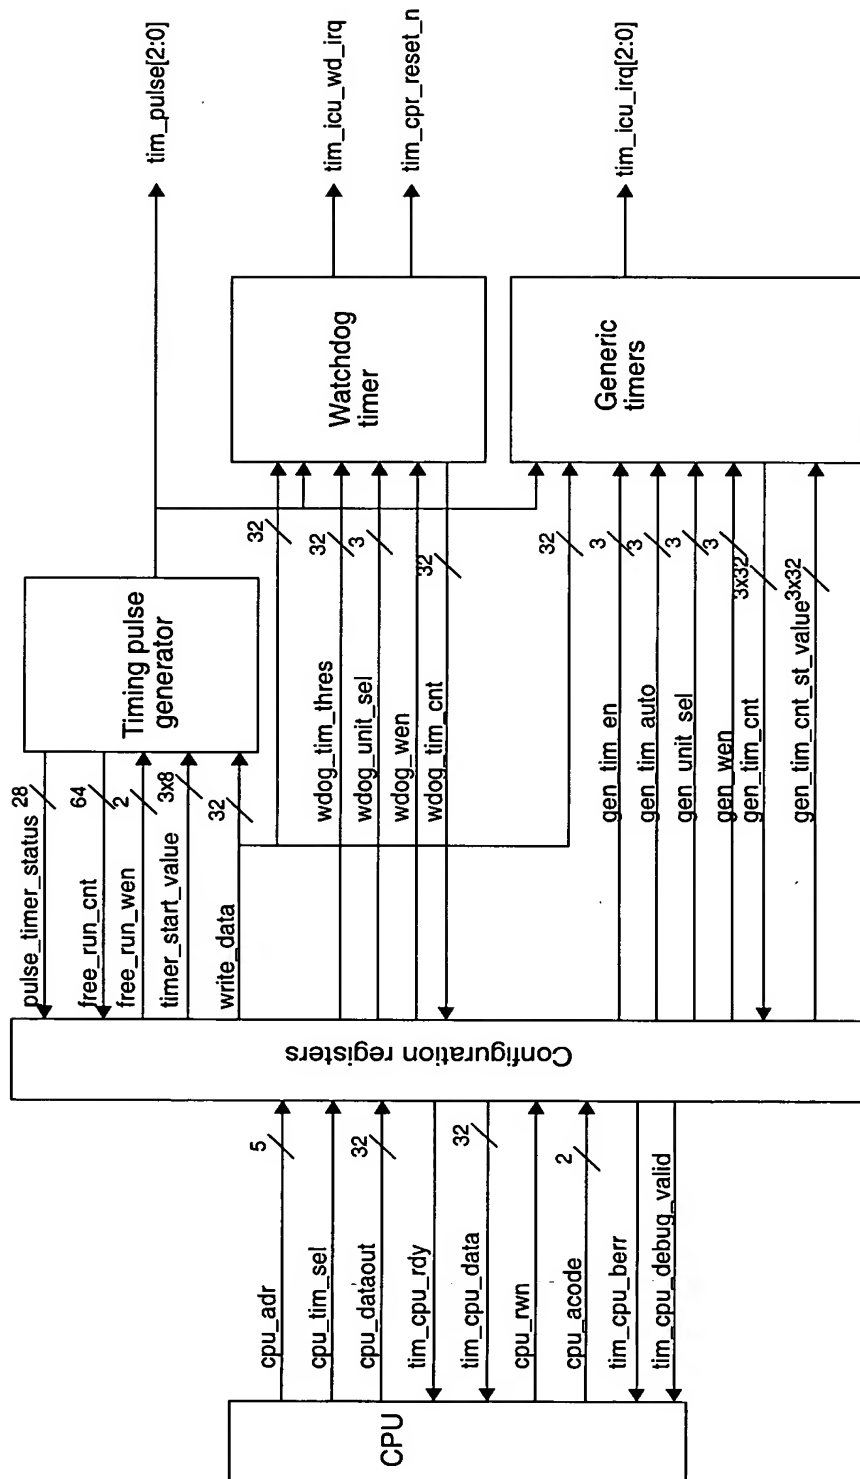 CPU
cpu_adr
5
cpu_tim_sel
cpu_dataout
32
tim_cpu_rdy
tim_cpu_data
32
cpu_rwn
cpu_acode
2
tim_cpu_berr
tim_cpu_debug_valid
Configuration registers
pulse_timer_status
28
free_run_cnt
64
free_run_wen
2
timer_start_value
3x8
write_data
32
Timing pulse
generator
tim_pulse[2:0]
32
wdog_tim_thres
32
wdog_unit_sel
3
wdog_wen
wdog_tim_cnt
32
Watchdog
timer
tim_icu_wd_irq
tim_cpr_reset_n
32
gen_tim_en
3
gen_tim_auto
3
gen_unit_sel
3
gen_wen
3
gen_tim_cnt
3x32
gen_tim_cnt_st_value
3x32
Generic
timers
tim_icu_irq[2:0]